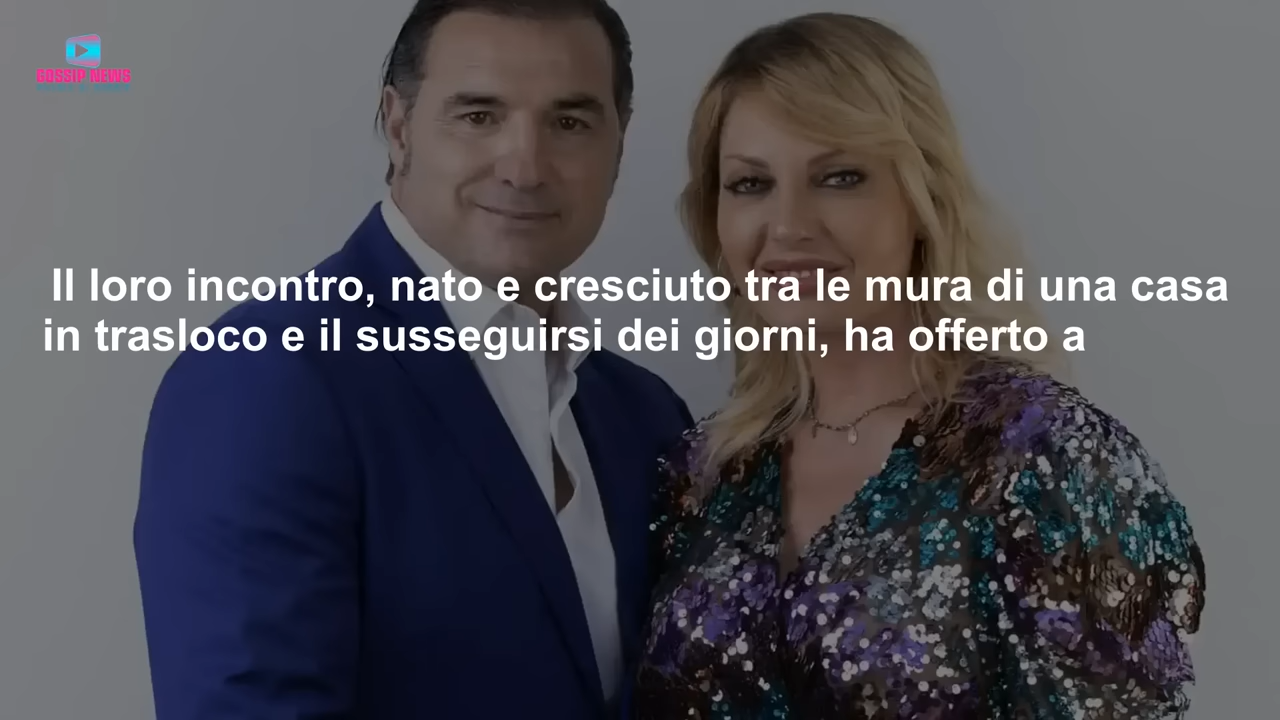 GOSSIP NEWS
Il loro incontro, nato e cresciuto tra le mura di una casa
in trasloco e il susseguirsi dei giorni, ha offerto a